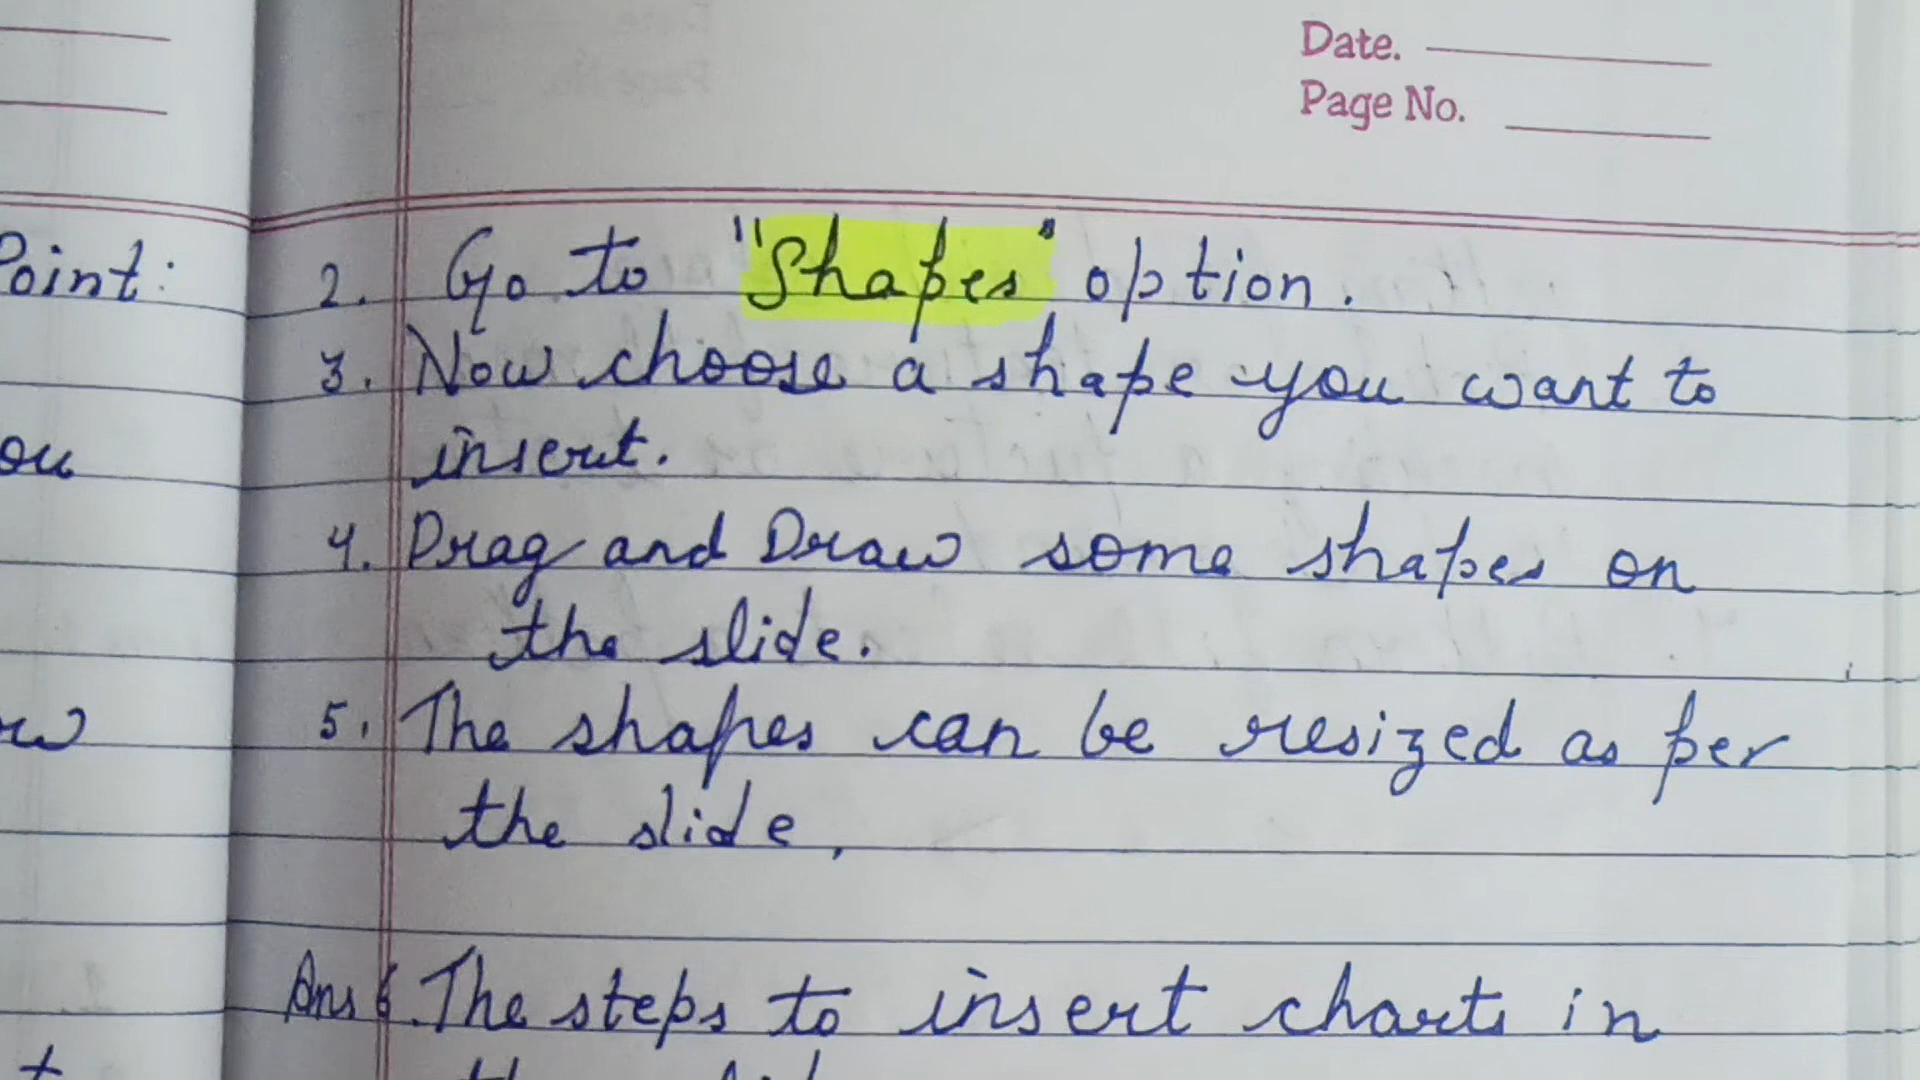 Date.
Page No.
Point:
ou
2. Go to "Shapes" option.
3. Now choose a shape you want to
insert.
4. Drag and Draw some shapes on
the slide.
5. The shapes can be resized as per
the slide,
Ans 6. The steps to insert charts in